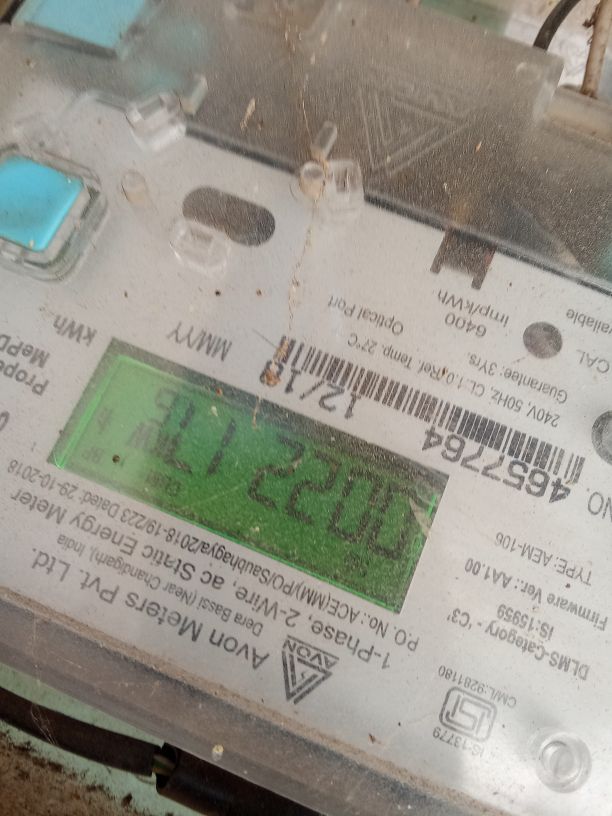 IS-13779
CM/L-9281180
AVON
Avon Meters Pvt. Ltd.
Dera Bassi (Near Chandigarh), India
1-Phase, 2-Wire, ac Static Energy Meter
P.O. No.: ACE(MM)/PO/Saubhagya/2018-19/223 Dated: 29-10-2018
DLMS-Category - 'C3'
IS:15959
Firmware Ver.: AA1.00
TYPE: AEM-106
kWh
MM/YY
NO.
4657764
12/18
240V, 50HZ, CL:1.0, Ref. Temp. 27°C
Guarantee: 3Yrs.
Optical Port
6400
imp/kWh
CAL